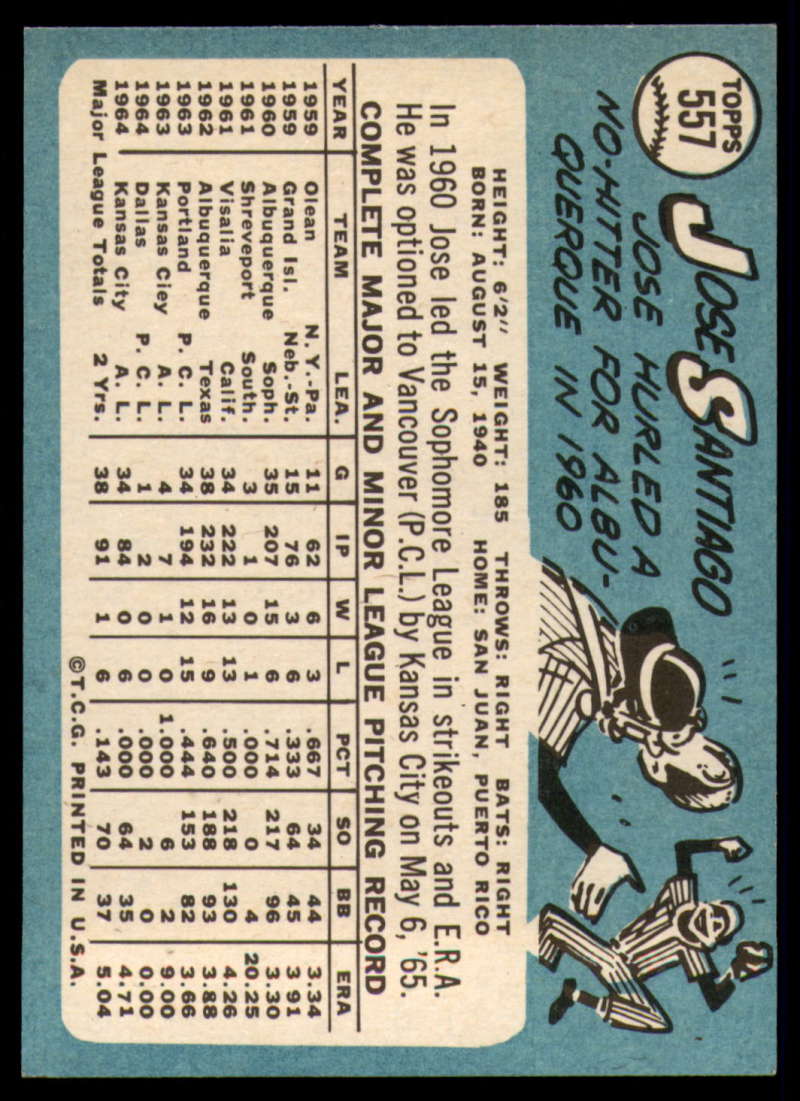 TOPPS
557
JOSE SANTIAGO
JOSE HURLED A
NO-HITTER FOR ALBU-
QUERQUE IN 1960
HEIGHT: 6'2" WEIGHT: 185 THROWS: RIGHT BATS: RIGHT
BORN: AUGUST 15, 1940 HOME: SAN JUAN, PUERTO RICO
In 1960 Jose led the Sophomore League in strikeouts and E.R.A.
He was optioned to Vancouver (P.C.L.) by Kansas City on May 6, '65.
COMPLETE MAJOR AND MINOR LEAGUE PITCHING RECORD
YEAR TEAM LEA. G IP W L PCT SO BB ERA
1959 Olean N.Y.-Pa. 11 62 6 3 .667 34 44 3.34
1959 Grand Isl. Neb.-St. 15 76 3 6 .333 64 45 3.91
1960 Albuquerque Soph. 35 207 15 6 .714 217 96 3.30
1961 Shreveport South. 3 1 0 1 .000 0 4 20.25
1961 Visalia Calif. 34 222 13 13 .500 218 130 4.26
1962 Albuquerque Texas 38 232 16 9 .640 188 93 3.88
1963 Portland P.C.L. 34 194 12 15 .444 153 82 3.66
1963 Kansas Ciey A.L. 4 7 1 0 1.000 6 2 9.00
1964 Dallas P.C.L. 1 2 0 0 .000 2 0 0.00
1964 Kansas City A.L. 34 84 0 6 .000 64 35 4.71
Major League Totals 2 Yrs. 38 91 1 6 .143 70 37 5.04
©T.C.G. PRINTED IN U.S.A.